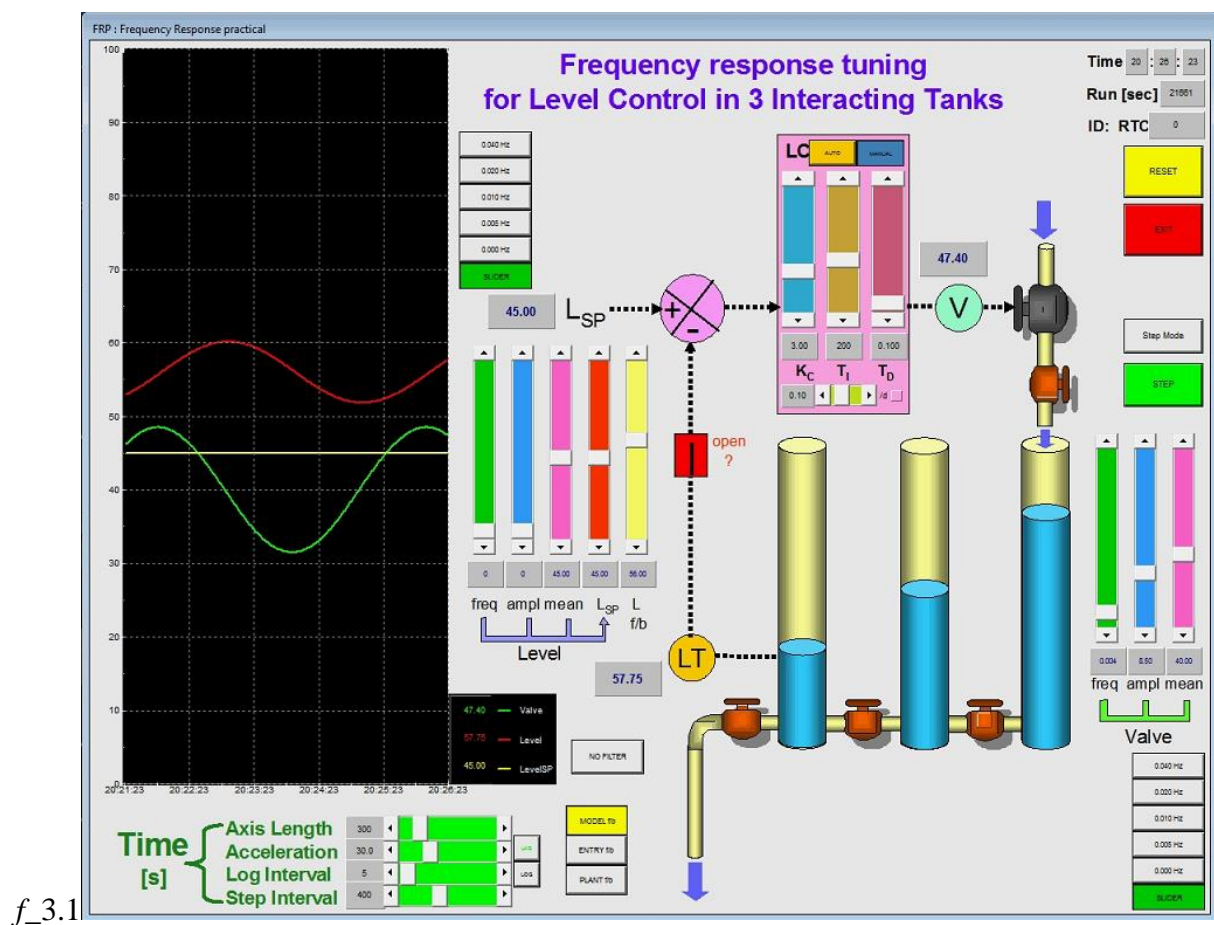 FRP : Frequency Response practical
100
90
80
70
60
50
40
30
20
10
0
20:21:23 20:22:23 20:23:23 20:24:23 20:25:23 20:26:23
Frequency response tuning
for Level Control in 3 Interacting Tanks
Time 20 : 26 : 23
Run [sec] 21661
ID: RTC 0
RESET
EXIT
Step Mode
STEP
0.040 Hz
0.020 Hz
0.010 Hz
0.005 Hz
0.000 Hz
SLIDER
LC AUTO MANUAL
3.00 200 0.100
KC TI TD
0.10 /d
45.00 LSP + -
47.40
V
I
open
?
0 0 45.00 45.00 56.00
freq ampl mean LSP L
f/b
Level
57.75
LT
47.40 Valve
57.75 Level
45.00 LevelSP
NO FILTER
MODEL f/b
ENTRY f/b
PLANT f/b
0.004 8.50 40.00
freq ampl mean
Valve
0.040 Hz
0.020 Hz
0.010 Hz
0.005 Hz
0.000 Hz
SLIDER
Time
[s]
Axis Length 300
Acceleration 30.0
Log Interval 5
Step Interval 400
LOG
f_3.1